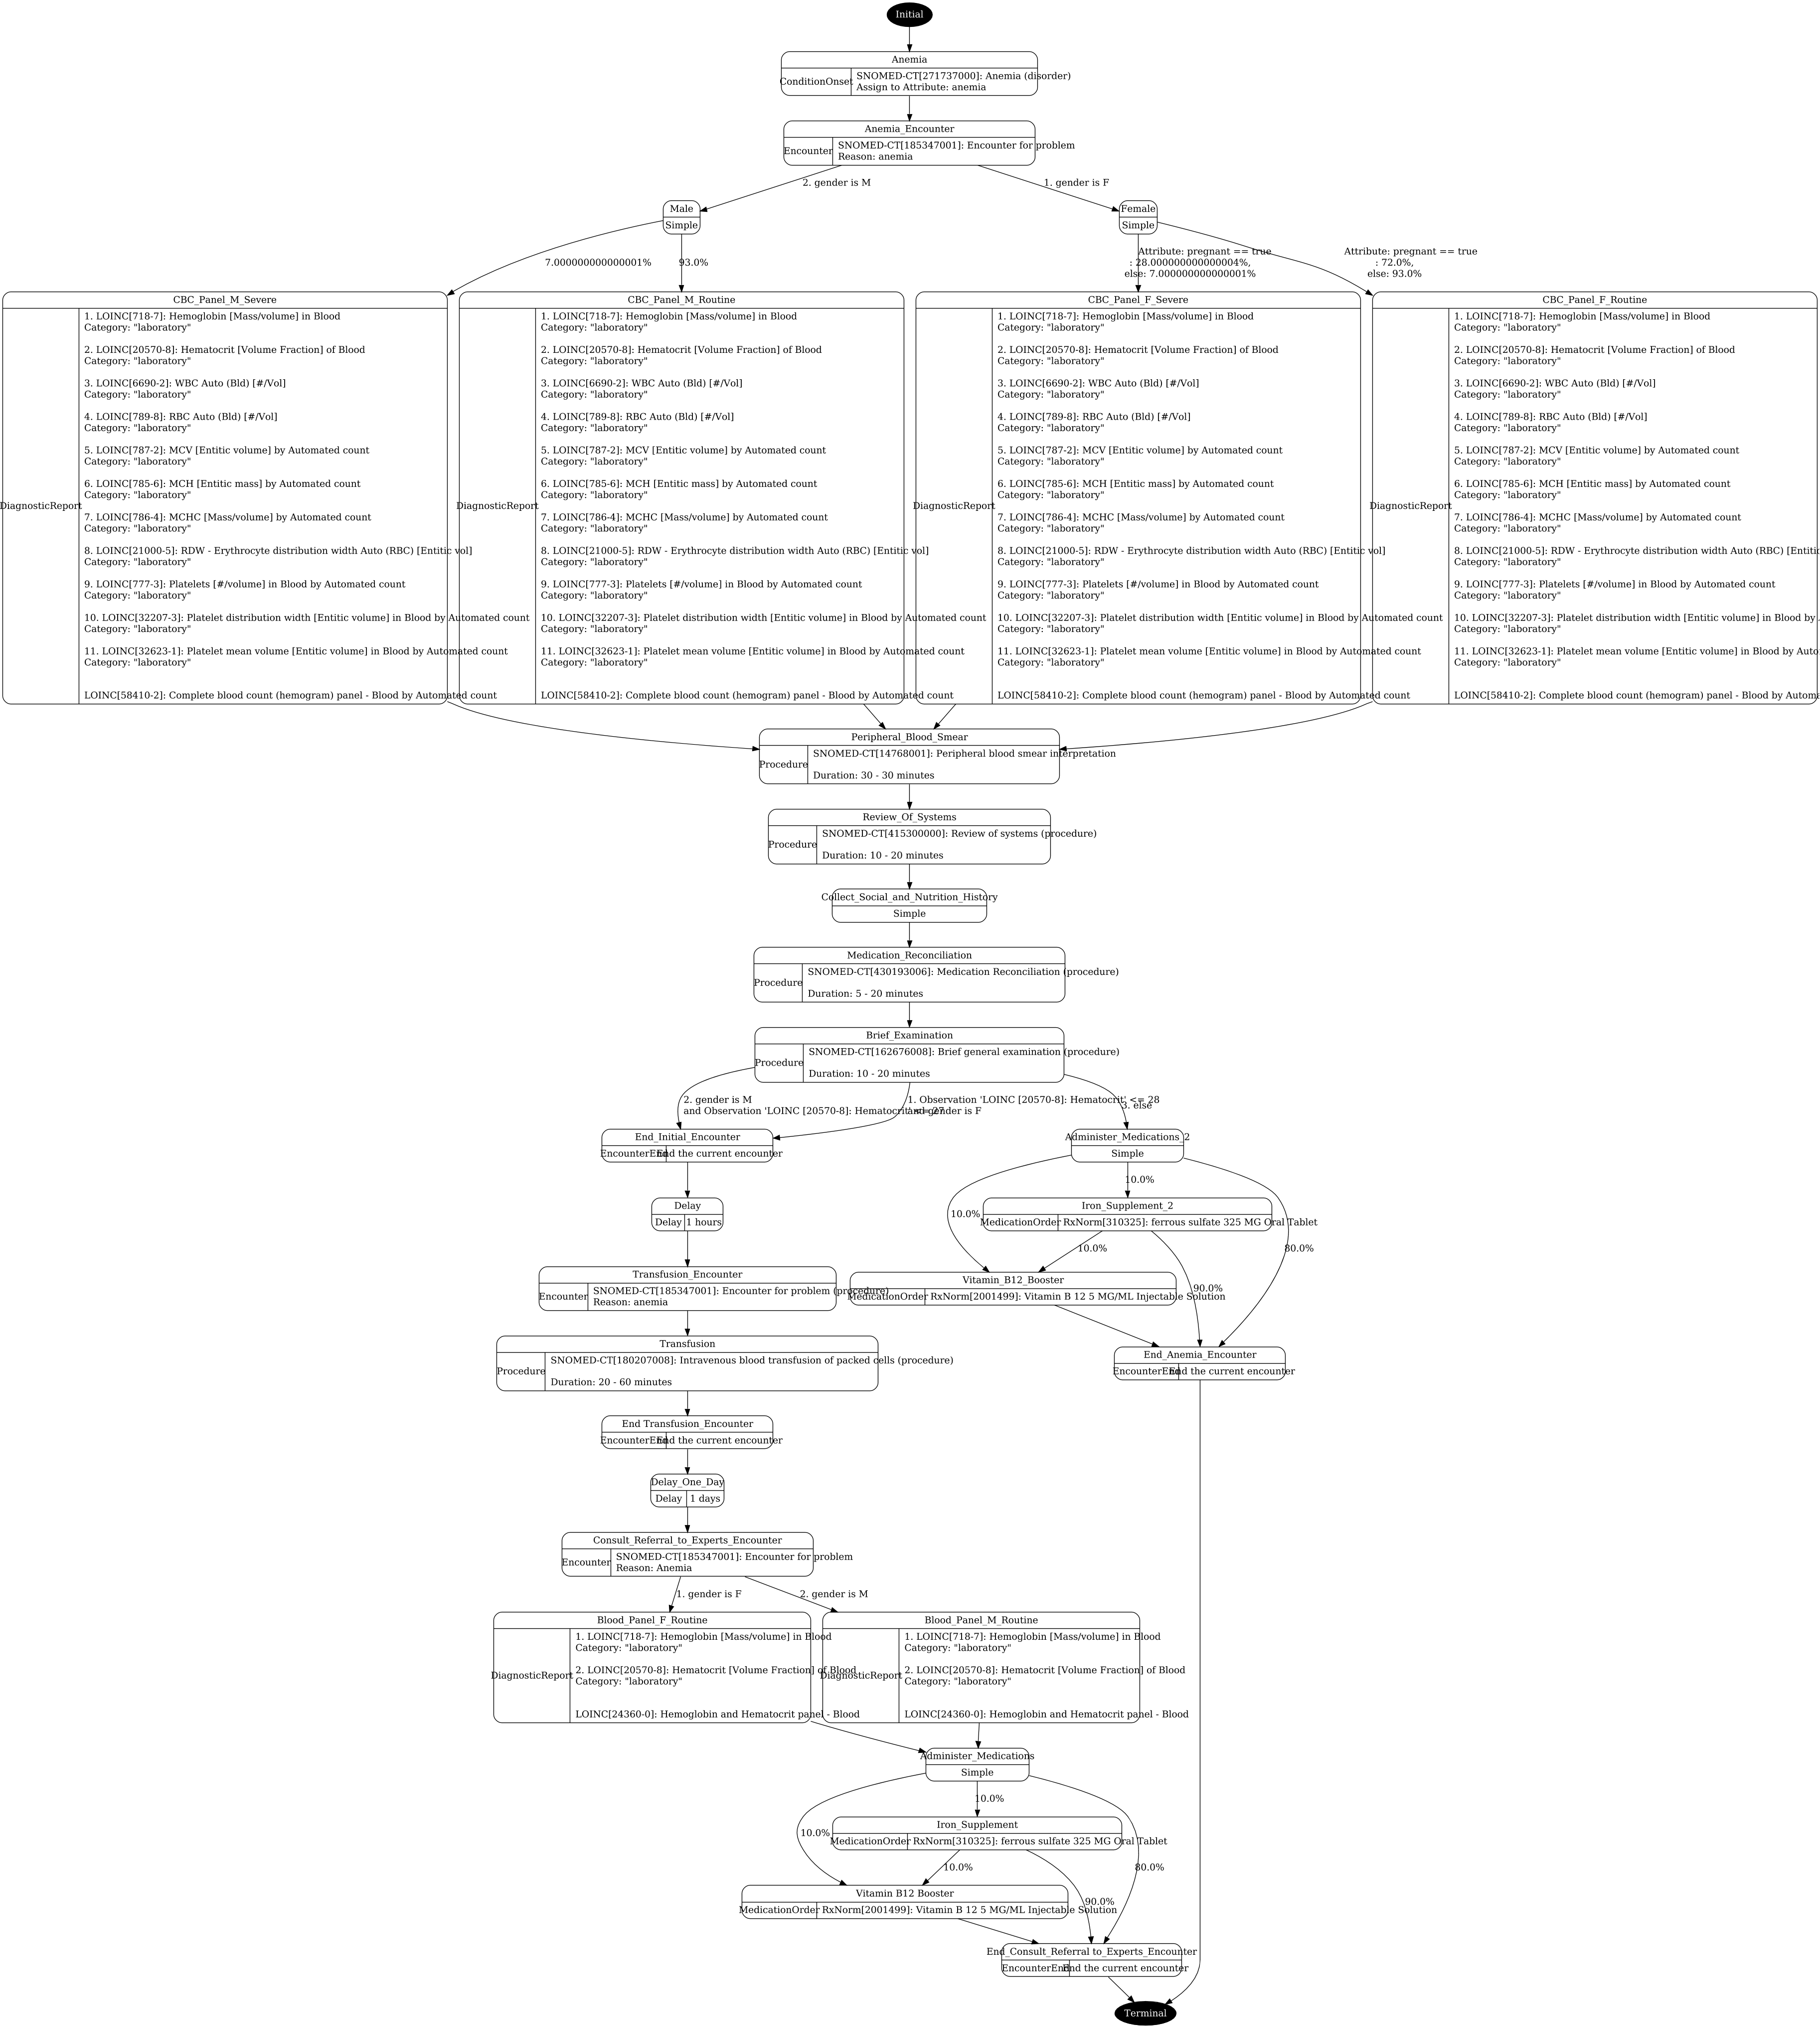 Initial
Anemia
ConditionOnset
SNOMED-CT[271737000]: Anemia (disorder)
Assign to Attribute: anemia
Anemia_Encounter
Encounter
SNOMED-CT[185347001]: Encounter for problem
Reason: anemia
2. gender is M
1. gender is F
Male
Simple
Female
Simple
7.000000000000001%
93.0%
Attribute: pregnant == true
: 28.000000000000004%,
else: 7.000000000000001%
Attribute: pregnant == true
: 72.0%,
else: 93.0%
CBC_Panel_M_Severe
DiagnosticReport
1. LOINC[718-7]: Hemoglobin [Mass/volume] in Blood
Category: "laboratory"
2. LOINC[20570-8]: Hematocrit [Volume Fraction] of Blood
Category: "laboratory"
3. LOINC[6690-2]: WBC Auto (Bld) [#/Vol]
Category: "laboratory"
4. LOINC[789-8]: RBC Auto (Bld) [#/Vol]
Category: "laboratory"
5. LOINC[787-2]: MCV [Entitic volume] by Automated count
Category: "laboratory"
6. LOINC[785-6]: MCH [Entitic mass] by Automated count
Category: "laboratory"
7. LOINC[786-4]: MCHC [Mass/volume] by Automated count
Category: "laboratory"
8. LOINC[21000-5]: RDW - Erythrocyte distribution width Auto (RBC) [Entitic vol]
Category: "laboratory"
9. LOINC[777-3]: Platelets [#/volume] in Blood by Automated count
Category: "laboratory"
10. LOINC[32207-3]: Platelet distribution width [Entitic volume] in Blood by Automated count
Category: "laboratory"
11. LOINC[32623-1]: Platelet mean volume [Entitic volume] in Blood by Automated count
Category: "laboratory"
LOINC[58410-2]: Complete blood count (hemogram) panel - Blood by Automated count
CBC_Panel_M_Routine
DiagnosticReport
1. LOINC[718-7]: Hemoglobin [Mass/volume] in Blood
Category: "laboratory"
2. LOINC[20570-8]: Hematocrit [Volume Fraction] of Blood
Category: "laboratory"
3. LOINC[6690-2]: WBC Auto (Bld) [#/Vol]
Category: "laboratory"
4. LOINC[789-8]: RBC Auto (Bld) [#/Vol]
Category: "laboratory"
5. LOINC[787-2]: MCV [Entitic volume] by Automated count
Category: "laboratory"
6. LOINC[785-6]: MCH [Entitic mass] by Automated count
Category: "laboratory"
7. LOINC[786-4]: MCHC [Mass/volume] by Automated count
Category: "laboratory"
8. LOINC[21000-5]: RDW - Erythrocyte distribution width Auto (RBC) [Entitic vol]
Category: "laboratory"
9. LOINC[777-3]: Platelets [#/volume] in Blood by Automated count
Category: "laboratory"
10. LOINC[32207-3]: Platelet distribution width [Entitic volume] in Blood by Automated count
Category: "laboratory"
11. LOINC[32623-1]: Platelet mean volume [Entitic volume] in Blood by Automated count
Category: "laboratory"
LOINC[58410-2]: Complete blood count (hemogram) panel - Blood by Automated count
CBC_Panel_F_Severe
DiagnosticReport
1. LOINC[718-7]: Hemoglobin [Mass/volume] in Blood
Category: "laboratory"
2. LOINC[20570-8]: Hematocrit [Volume Fraction] of Blood
Category: "laboratory"
3. LOINC[6690-2]: WBC Auto (Bld) [#/Vol]
Category: "laboratory"
4. LOINC[789-8]: RBC Auto (Bld) [#/Vol]
Category: "laboratory"
5. LOINC[787-2]: MCV [Entitic volume] by Automated count
Category: "laboratory"
6. LOINC[785-6]: MCH [Entitic mass] by Automated count
Category: "laboratory"
7. LOINC[786-4]: MCHC [Mass/volume] by Automated count
Category: "laboratory"
8. LOINC[21000-5]: RDW - Erythrocyte distribution width Auto (RBC) [Entitic vol]
Category: "laboratory"
9. LOINC[777-3]: Platelets [#/volume] in Blood by Automated count
Category: "laboratory"
10. LOINC[32207-3]: Platelet distribution width [Entitic volume] in Blood by Automated count
Category: "laboratory"
11. LOINC[32623-1]: Platelet mean volume [Entitic volume] in Blood by Automated count
Category: "laboratory"
LOINC[58410-2]: Complete blood count (hemogram) panel - Blood by Automated count
CBC_Panel_F_Routine
DiagnosticReport
1. LOINC[718-7]: Hemoglobin [Mass/volume] in Blood
Category: "laboratory"
2. LOINC[20570-8]: Hematocrit [Volume Fraction] of Blood
Category: "laboratory"
3. LOINC[6690-2]: WBC Auto (Bld) [#/Vol]
Category: "laboratory"
4. LOINC[789-8]: RBC Auto (Bld) [#/Vol]
Category: "laboratory"
5. LOINC[787-2]: MCV [Entitic volume] by Automated count
Category: "laboratory"
6. LOINC[785-6]: MCH [Entitic mass] by Automated count
Category: "laboratory"
7. LOINC[786-4]: MCHC [Mass/volume] by Automated count
Category: "laboratory"
8. LOINC[21000-5]: RDW - Erythrocyte distribution width Auto (RBC)
Category: "laboratory"
9. LOINC[777-3]: Platelets [#/volume] in Blood by Automated count
Category: "laboratory"
10. LOINC[32207-3]: Platelet distribution width [Entitic volume] in Blood by
Category: "laboratory"
11. LOINC[32623-1]: Platelet mean volume [Entitic volume] in Blood by
Category: "laboratory"
LOINC[58410-2]: Complete blood count (hemogram) panel - Blood by
Peripheral_Blood_Smear
Procedure
SNOMED-CT[14768001]: Peripheral blood smear interpretation
Duration: 30 - 30 minutes
Review_Of_Systems
Procedure
SNOMED-CT[415300000]: Review of systems (procedure)
Duration: 10 - 20 minutes
Collect_Social_and_Nutrition_History
Simple
Medication_Reconciliation
Procedure
SNOMED-CT[430193006]: Medication Reconciliation (procedure)
Duration: 5 - 20 minutes
Brief_Examination
Procedure
SNOMED-CT[162676008]: Brief general examination (procedure)
Duration: 10 - 20 minutes
2. gender is M
and Observation 'LOINC [20570-8]: Hematocrit' <= 27
1. Observation 'LOINC [20570-8]: Hematocrit' <= 28
and gender is F
3. else
End_Initial_Encounter
EncounterEnd
End the current encounter
Administer_Medications_2
Simple
10.0%
Delay
Delay
1 hours
10.0%
Iron_Supplement_2
MedicationOrder
RxNorm[310325]: ferrous sulfate 325 MG Oral Tablet
10.0%
80.0%
Transfusion_Encounter
Encounter
SNOMED-CT[185347001]: Encounter for problem (procedure)
Reason: anemia
Vitamin_B12_Booster
MedicationOrder
RxNorm[2001499]: Vitamin B 12 5 MG/ML Injectable Solution
90.0%
Transfusion
Procedure
SNOMED-CT[180207008]: Intravenous blood transfusion of packed cells (procedure)
Duration: 20 - 60 minutes
End_Anemia_Encounter
EncounterEnd
End the current encounter
End Transfusion_Encounter
EncounterEnd
End the current encounter
Delay_One_Day
Delay
1 days
Consult_Referral_to_Experts_Encounter
Encounter
SNOMED-CT[185347001]: Encounter for problem
Reason: Anemia
1. gender is F
2. gender is M
Blood_Panel_F_Routine
DiagnosticReport
1. LOINC[718-7]: Hemoglobin [Mass/volume] in Blood
Category: "laboratory"
2. LOINC[20570-8]: Hematocrit [Volume Fraction] of Blood
Category: "laboratory"
LOINC[24360-0]: Hemoglobin and Hematocrit panel - Blood
Blood_Panel_M_Routine
DiagnosticReport
1. LOINC[718-7]: Hemoglobin [Mass/volume] in Blood
Category: "laboratory"
2. LOINC[20570-8]: Hematocrit [Volume Fraction] of Blood
Category: "laboratory"
LOINC[24360-0]: Hemoglobin and Hematocrit panel - Blood
Administer_Medications
Simple
10.0%
10.0%
Iron_Supplement
MedicationOrder
RxNorm[310325]: ferrous sulfate 325 MG Oral Tablet
10.0%
80.0%
Vitamin B12 Booster
MedicationOrder
RxNorm[2001499]: Vitamin B 12 5 MG/ML Injectable Solution
90.0%
End_Consult_Referral to_Experts_Encounter
EncounterEnd
End the current encounter
Terminal